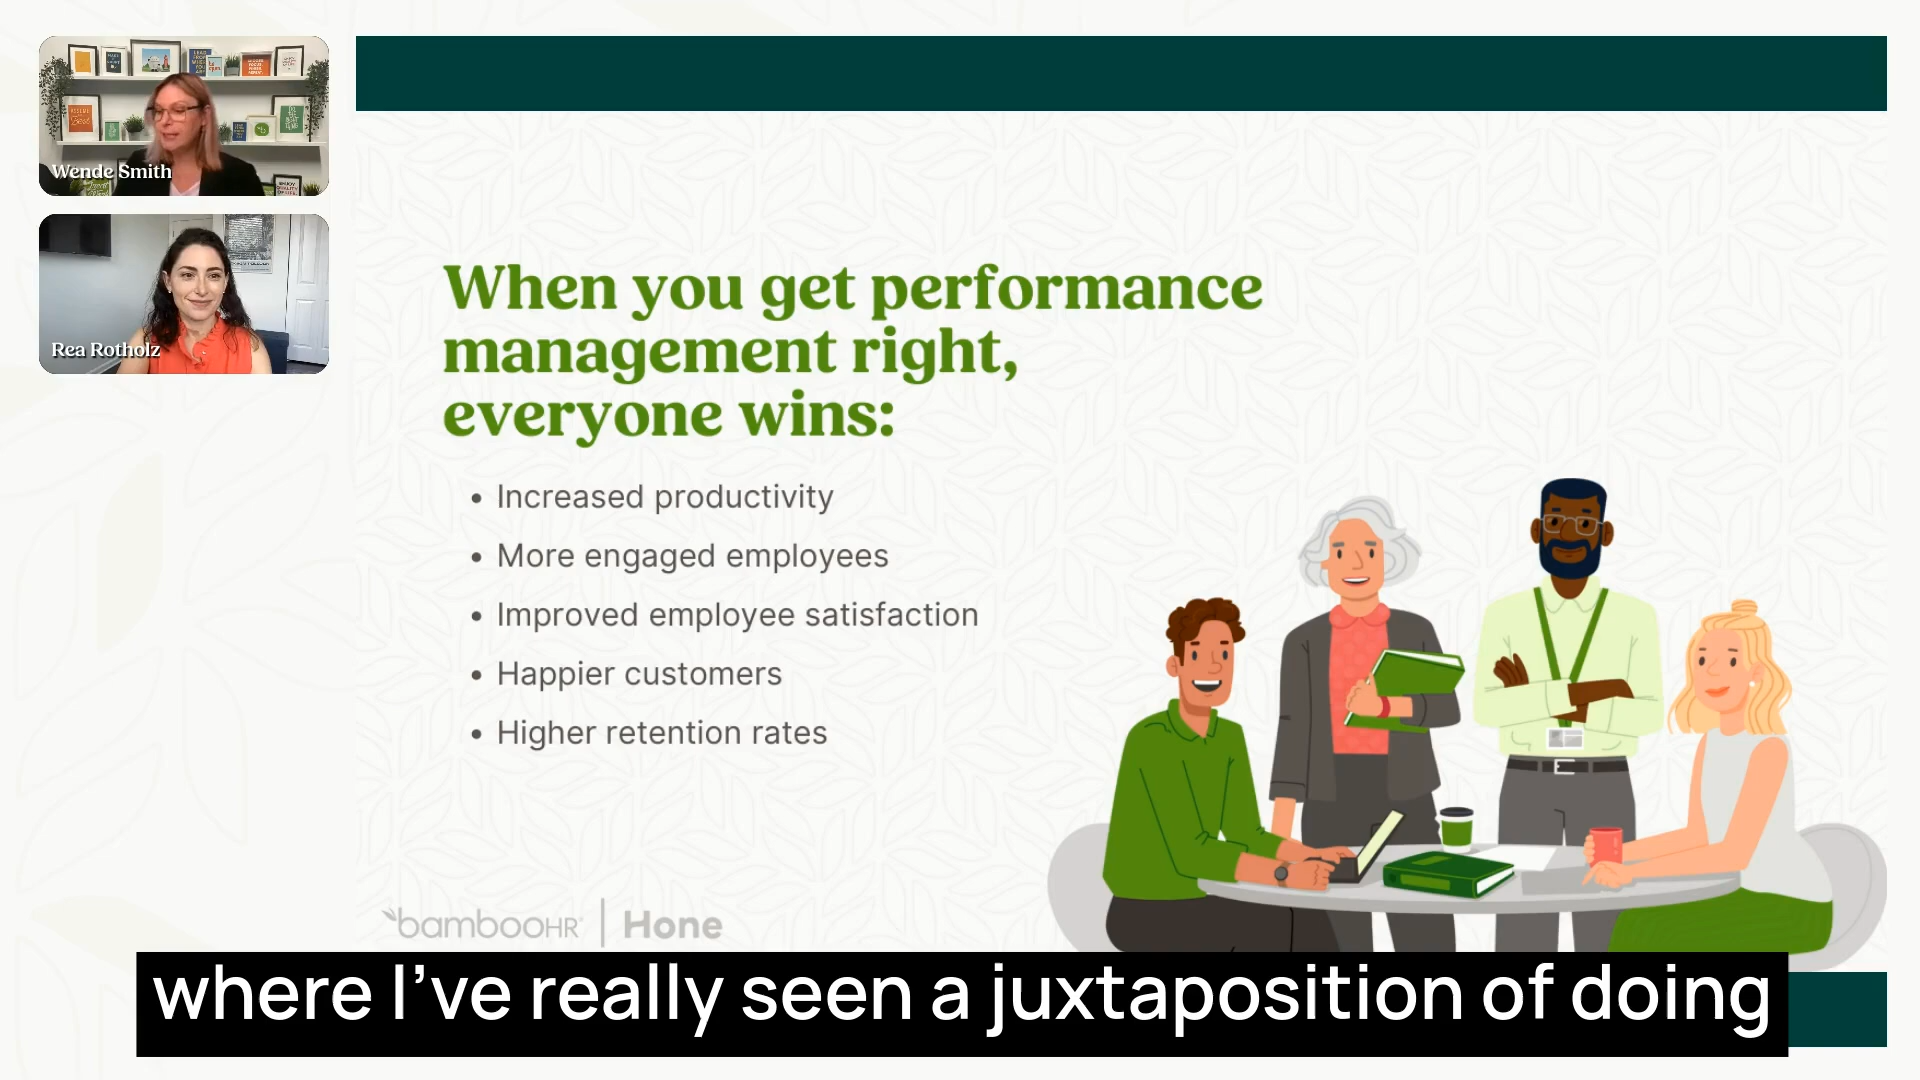 Wende Smith
Rea Rotholz
When you get performance
management right,
everyone wins:
• Increased productivity
• More engaged employees
• Improved employee satisfaction
• Happier customers
• Higher retention rates
bambooHR | Hone
where I've really seen a juxtaposition of doing